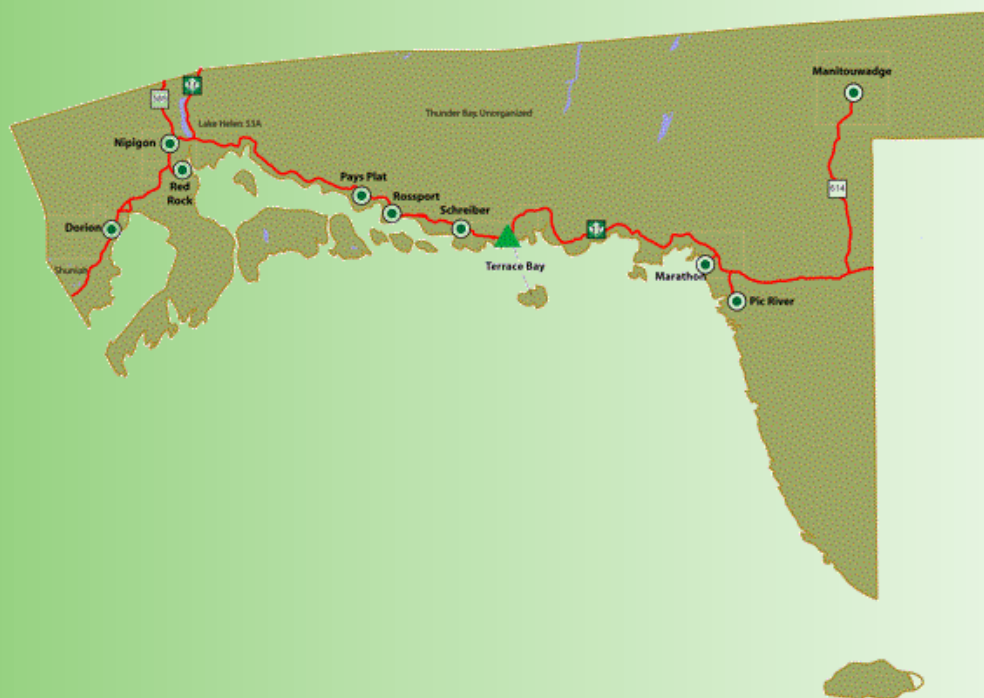 Manitouwadge
585
Thunder Bay, Unorganized
Lake Helen 53A
Nipigon
Pays Plat
Red
Rock
Rossport
614
Schreiber
Dorion
Terrace Bay
Shuniah
Marathon
Pic River